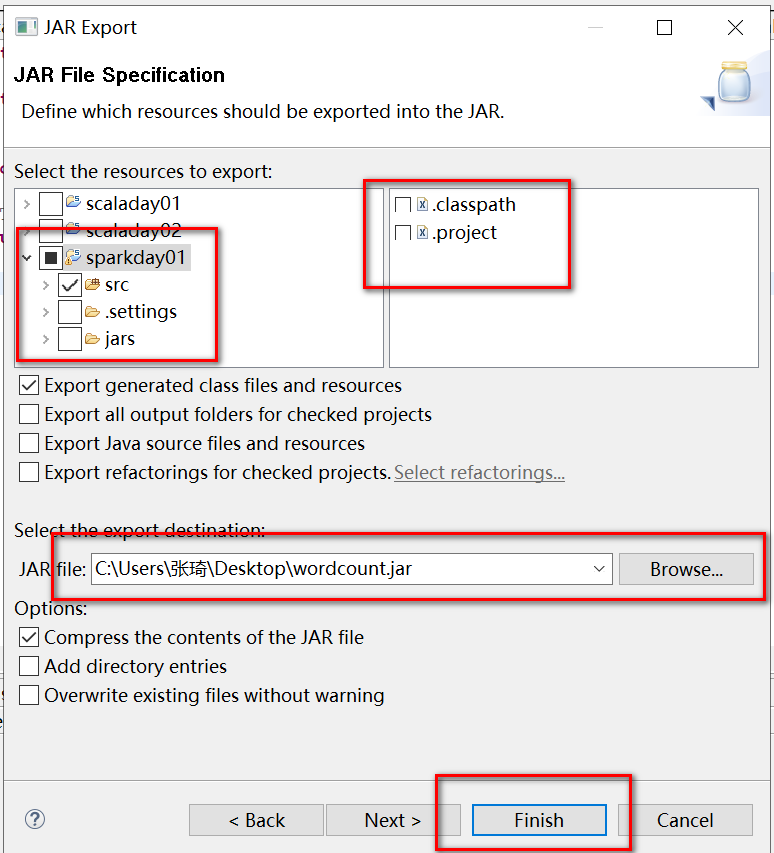 JAR Export
JAR File Specification
Define which resources should be exported into the JAR.
Select the resources to export:
scaladay01
scaladay02
sparkday01
src
.settings
jars
.classpath
.project
Export generated class files and resources
Export all output folders for checked projects
Export Java source files and resources
Export refactorings for checked projects. Select refactorings...
Select the export destination:
JAR file: C:\Users\张琦\Desktop\wordcount.jar Browse...
Options:
Compress the contents of the JAR file
Add directory entries
Overwrite existing files without warning
? < Back Next > Finish Cancel